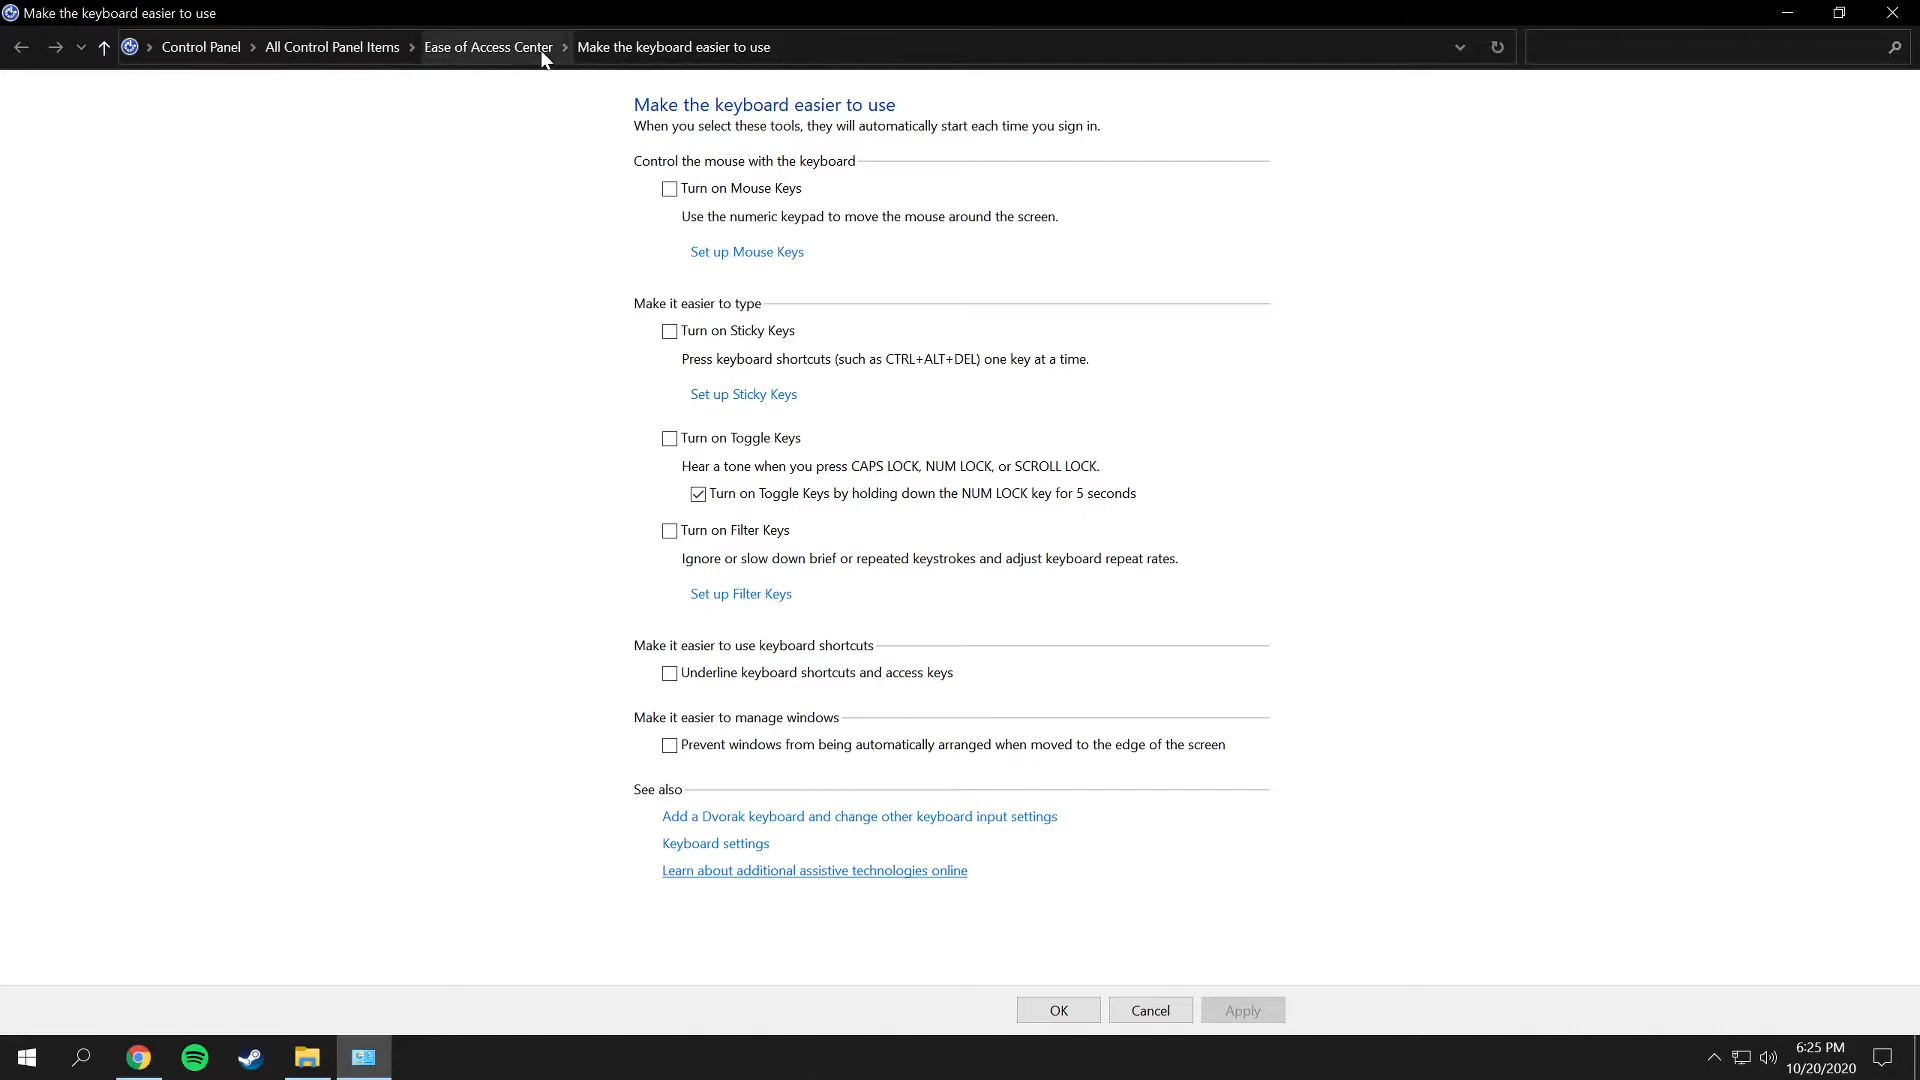 Make the keyboard easier to use
Control Panel > All Control Panel Items > Ease of Access Center > Make the keyboard easier to use
Make the keyboard easier to use
When you select these tools, they will automatically start each time you sign in.
Control the mouse with the keyboard
Turn on Mouse Keys
Use the numeric keypad to move the mouse around the screen.
Set up Mouse Keys
Make it easier to type
Turn on Sticky Keys
Press keyboard shortcuts (such as CTRL+ALT+DEL) one key at a time.
Set up Sticky Keys
Turn on Toggle Keys
Hear a tone when you press CAPS LOCK, NUM LOCK, or SCROLL LOCK.
Turn on Toggle Keys by holding down the NUM LOCK key for 5 seconds
Turn on Filter Keys
Ignore or slow down brief or repeated keystrokes and adjust keyboard repeat rates.
Set up Filter Keys
Make it easier to use keyboard shortcuts
Underline keyboard shortcuts and access keys
Make it easier to manage windows
Prevent windows from being automatically arranged when moved to the edge of the screen
See also
Add a Dvorak keyboard and change other keyboard input settings
Keyboard settings
Learn about additional assistive technologies online
OK Cancel Apply
6:25 PM
10/20/2020